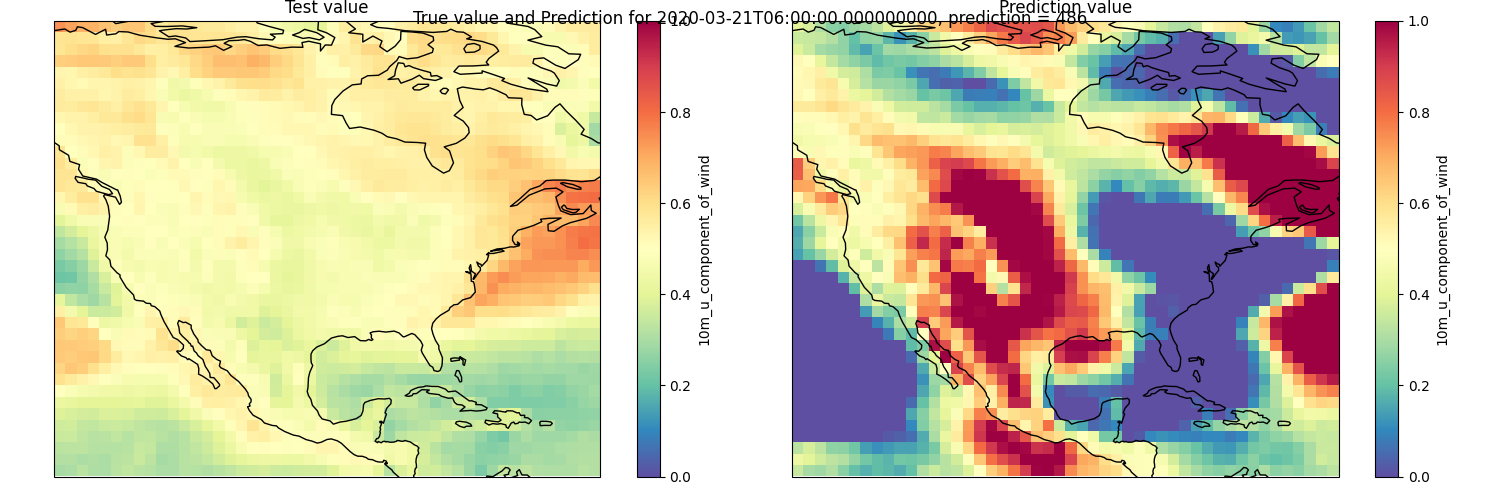 Test value
Prediction value
True value and Prediction for 2020-03-21T06:00:00.000000000, prediction = 486
1.0
0.8
0.6
0.4
0.2
0.0
10m_u_component_of_wind
1.0
0.8
0.6
0.4
0.2
0.0
10m_u_component_of_wind